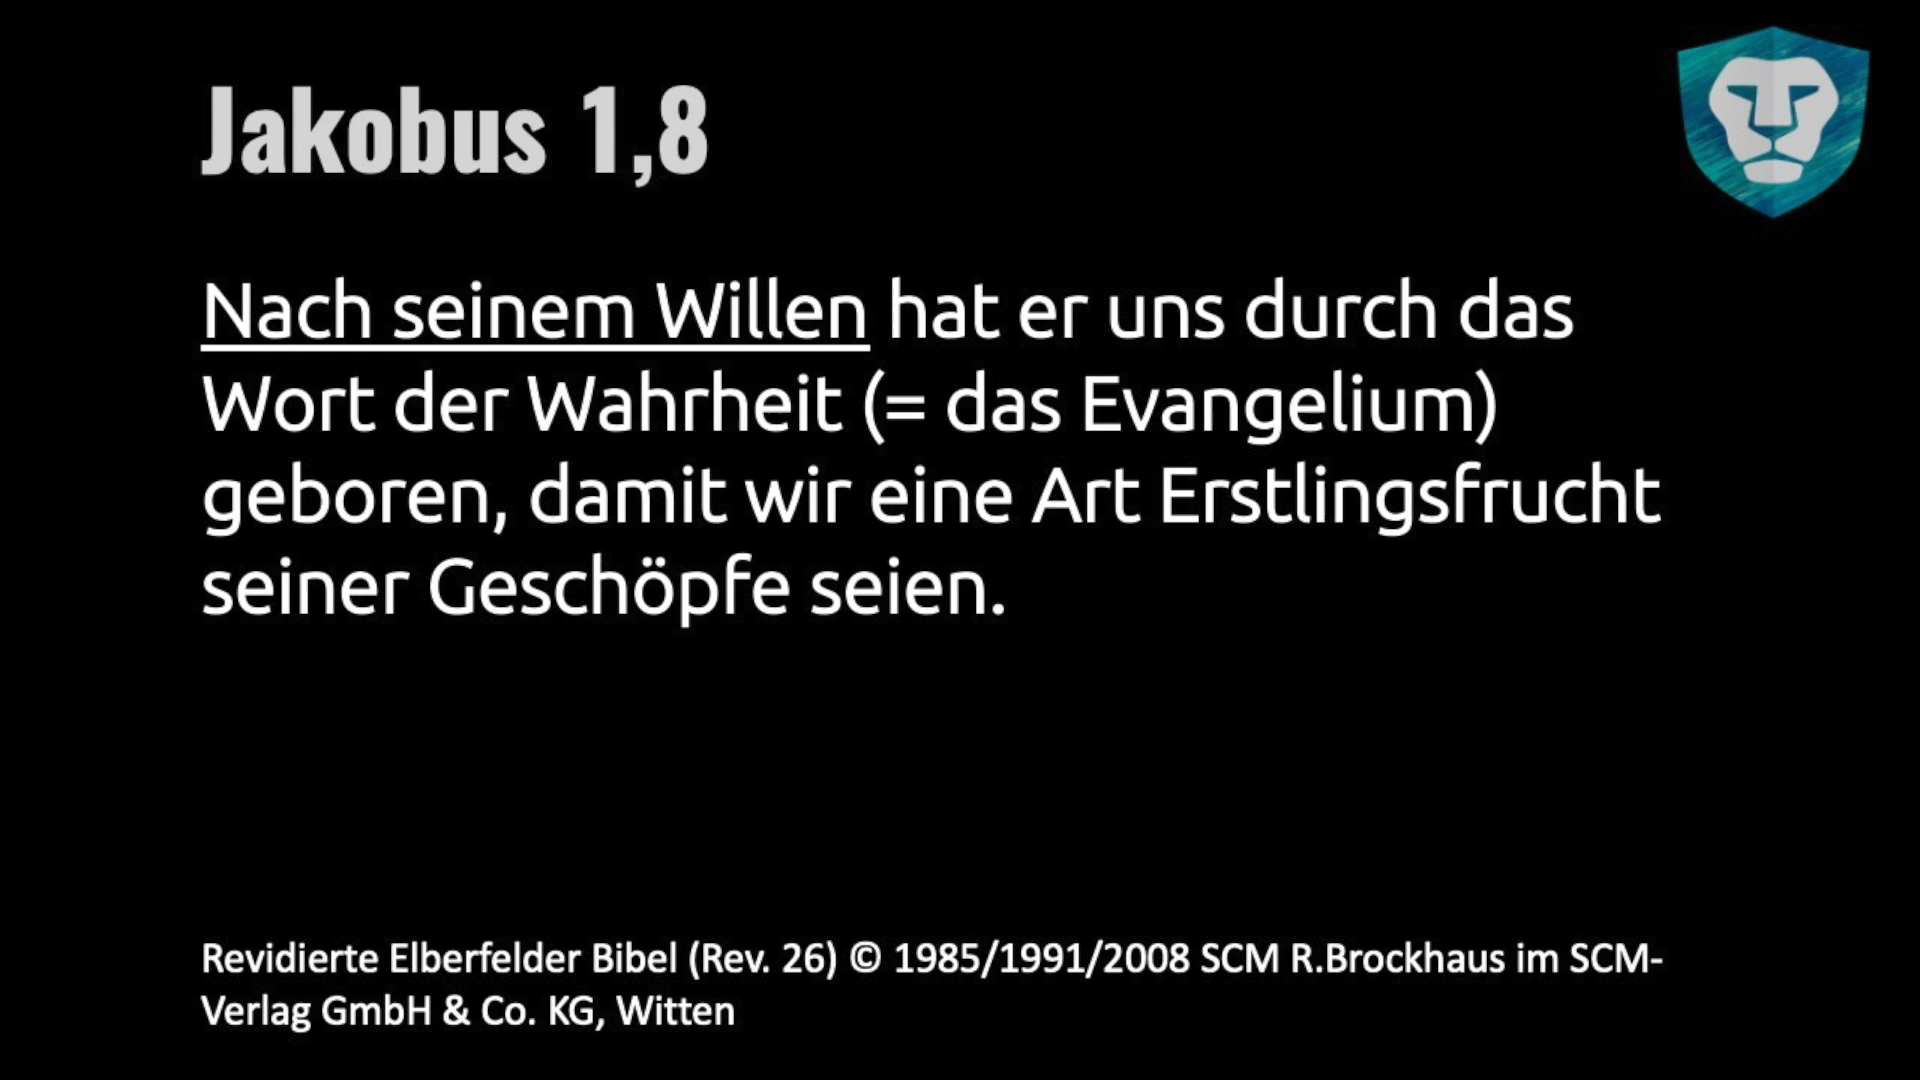 Jakobus 1,8
Nach seinem Willen hat er uns durch das
Wort der Wahrheit (= das Evangelium)
geboren, damit wir eine Art Erstlingsfrucht
seiner Geschöpfe seien.
Revidierte Elberfelder Bibel (Rev. 26) © 1985/1991/2008 SCM R.Brockhaus im SCM-
Verlag GmbH & Co. KG, Witten